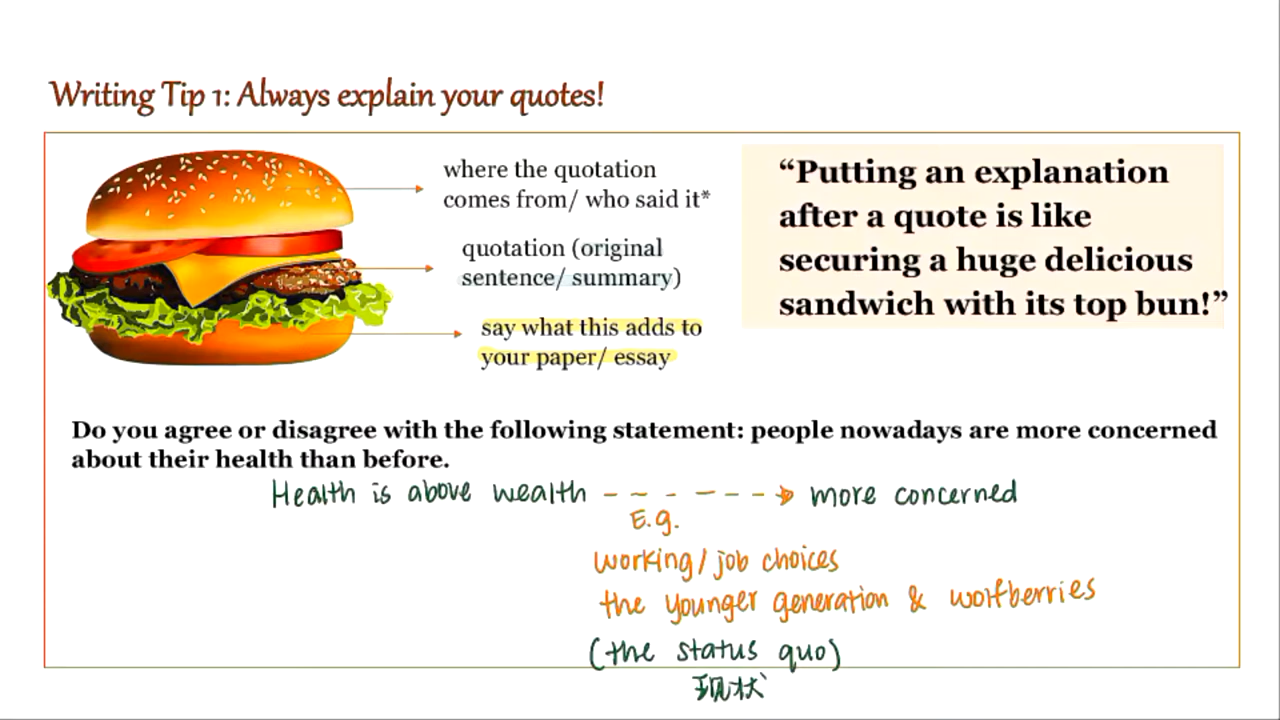 Writing Tip 1: Always explain your quotes!
where the quotation
comes from/ who said it*
quotation (original
sentence/ summary)
say what this adds to
your paper/ essay
“Putting an explanation
after a quote is like
securing a huge delicious
sandwich with its top bun!”
Do you agree or disagree with the following statement: people nowadays are more concerned
about their health than before.
Health is above wealth more concerned
E.g.
working/job choices
the younger generation & wolfberries
(the status quo)
现状